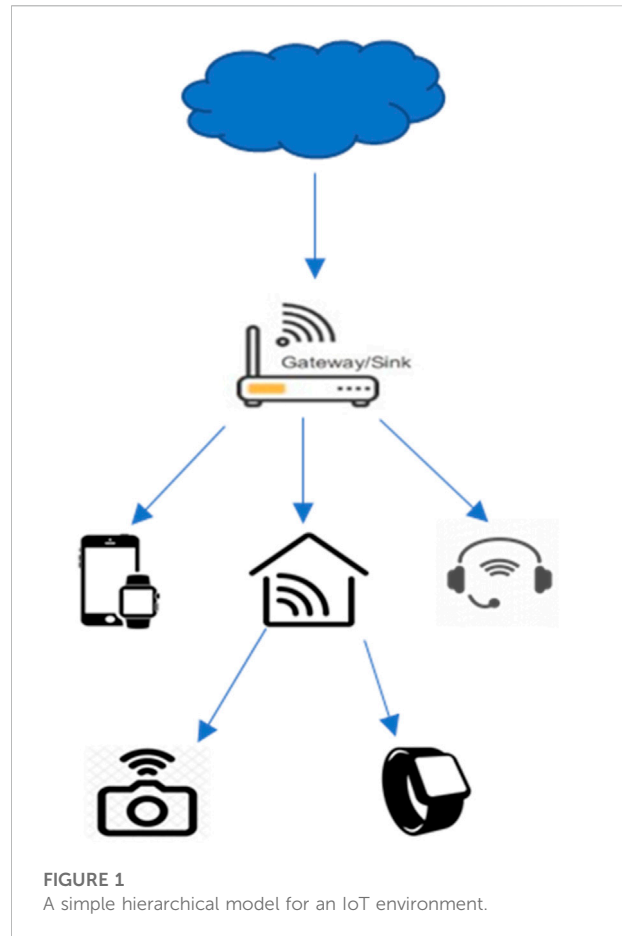 Gateway/Sink
FIGURE 1
A simple hierarchical model for an IoT environment.